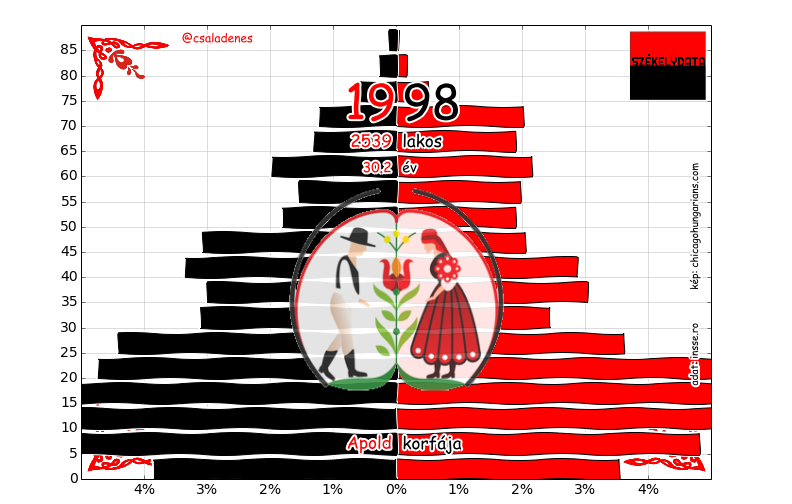 @csaladenes
SZÉKELYDATA
1998
2539 lakos
30.2 év
kép: chicagohungarians.com
adat: insse.ro
Apold korfája
85
80
75
70
65
60
55
50
45
40
35
30
25
20
15
10
5
0
4% 3% 2% 1% 0% 1% 2% 3% 4%